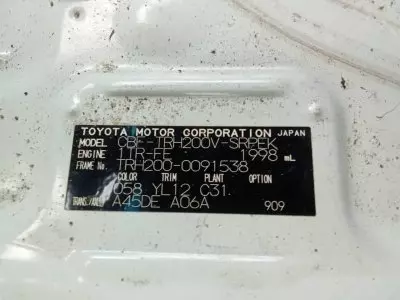 TOYOTA MOTOR CORPORATION JAPAN
MODEL CBF-TRH200V-SRPEK
ENGINE 1TR-FE 1998 mL
FRAME No. TRH200-0091538
COLOR TRIM PLANT OPTION
058 YL12 C31
TRANS./AXLE A45DE A06A 909